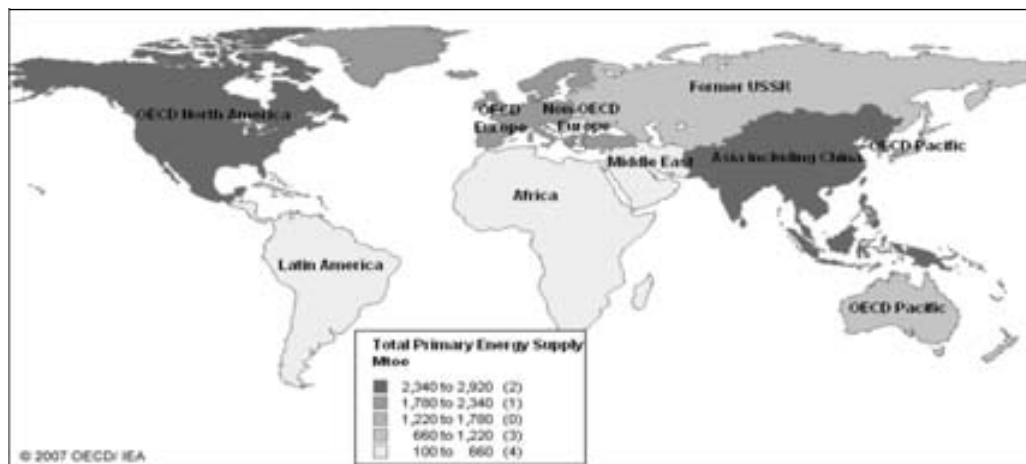 OECD North America
OECD
Europe
Non-OECD
Europe
Former USSR
Middle East
Asia including China
OECD Pacific
Africa
Latin America
OECD Pacific
Total Primary Energy Supply
Mtoe
2,340 to 2,920 (2)
1,780 to 2,340 (1)
1,220 to 1,780 (0)
660 to 1,220 (3)
100 to 660 (4)
© 2007 OECD/ IEA